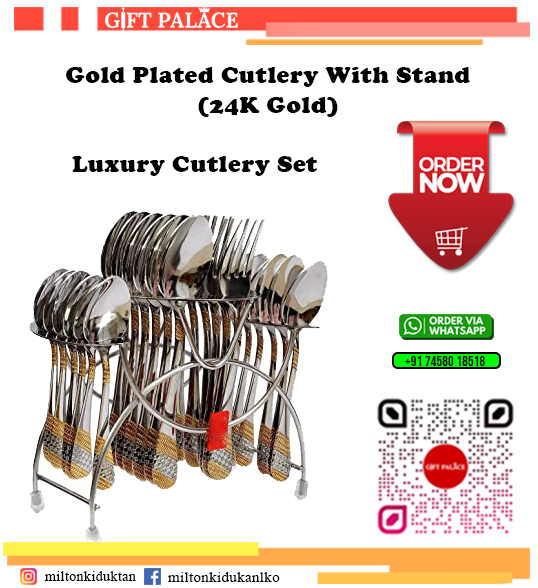 GIFT PALACE
Gold Plated Cutlery With Stand
(24K Gold)
Luxury Cutlery Set
ORDER
NOW
ORDER VIA
WHATSAPP
+91 74580 18518
GIFT PALACE
miltonkiduktan miltonkidukanlko